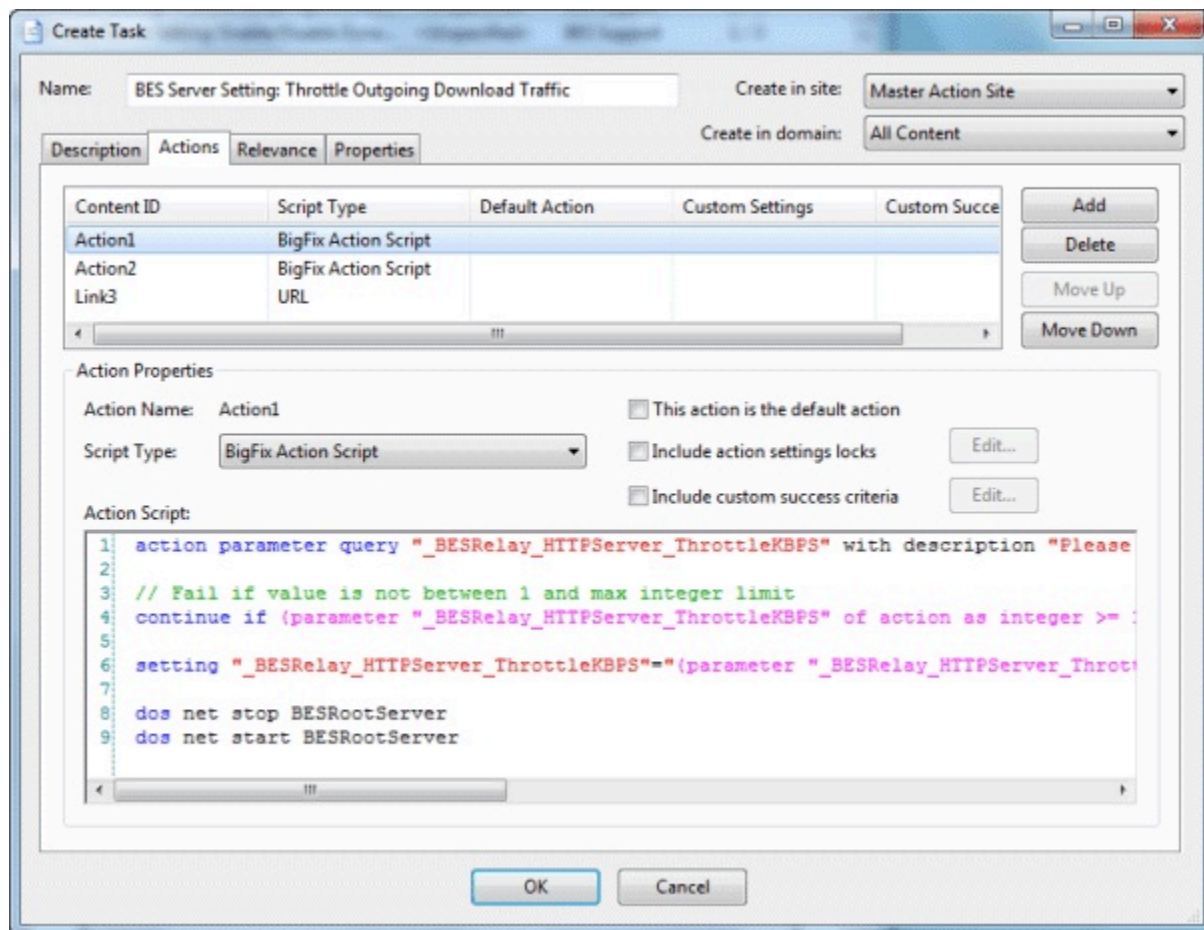 Create Task
Name: BES Server Setting: Throttle Outgoing Download Traffic Create in site: Master Action Site
Create in domain: All Content
Description Actions Relevance Properties
Content ID Script Type Default Action Custom Settings Custom Succe
Action1 BigFix Action Script
Action2 BigFix Action Script
Link3 URL
Add
Delete
Move Up
Move Down
Action Properties
Action Name: Action1
Script Type: BigFix Action Script
This action is the default action
Include action settings locks Edit...
Include custom success criteria Edit...
Action Script:
1 action parameter query "_BESRelay_HTTPServer_ThrottleKBPS" with description "Please
2
3 // Fail if value is not between 1 and max integer limit
4 continue if (parameter "_BESRelay_HTTPServer_ThrottleKBPS" of action as integer >=
5
6 setting "_BESRelay_HTTPServer_ThrottleKBPS"="(parameter "_BESRelay_HTTPServer_Thrott
7
8 dos net stop BESRootServer
9 dos net start BESRootServer
OK Cancel